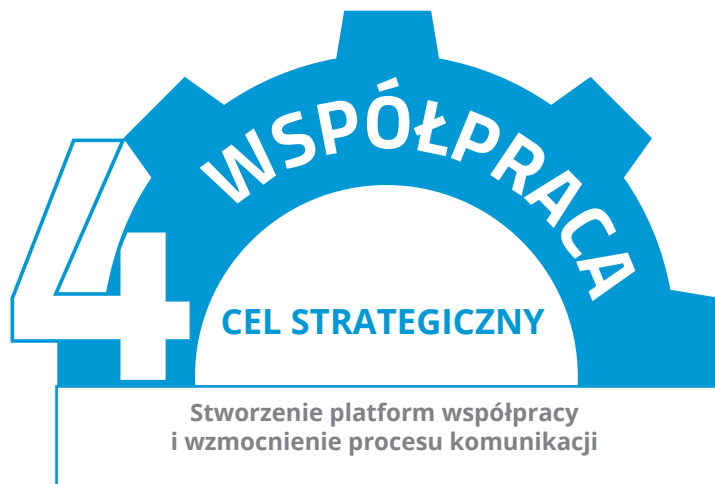 WSPÓŁPRACA
4
CEL STRATEGICZNY
Stworzenie platform współpracy
i wzmocnienie procesu komunikacji